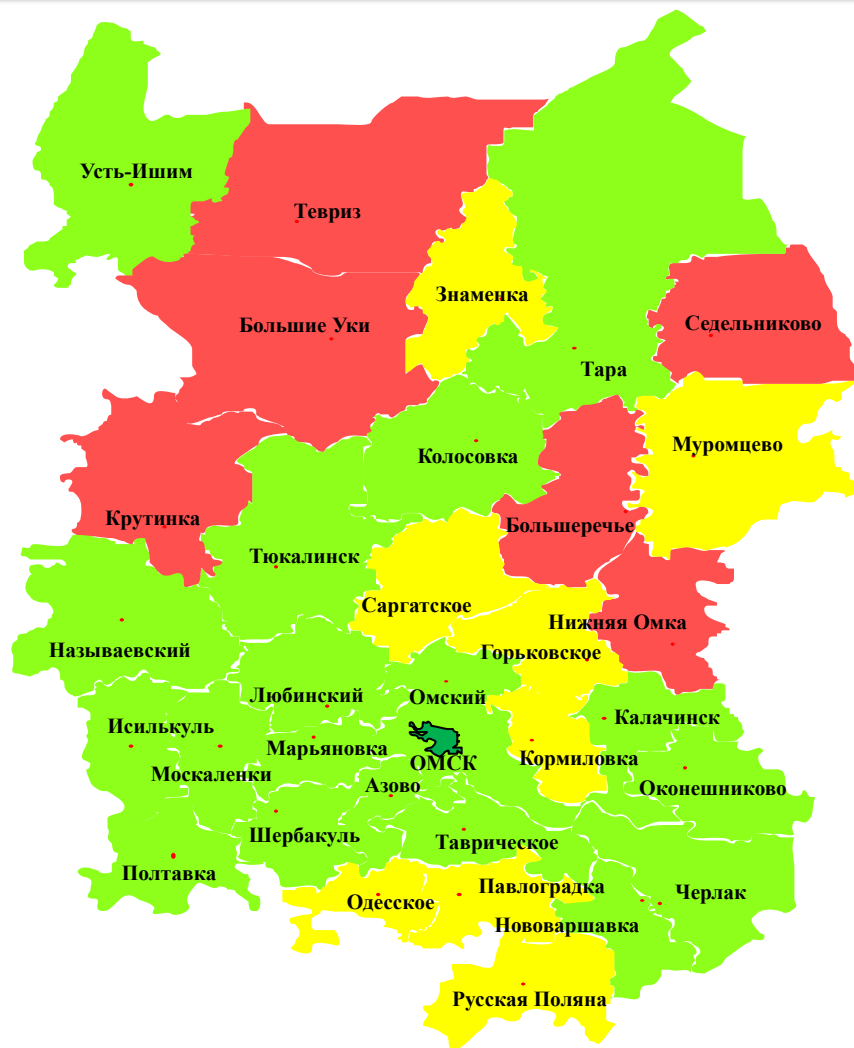 Усть-Ишим
Тевриз
Знаменка
Большие Уки
Седельниково
Тара
Муромцево
Колосовка
Крутинка
Большеречье
Тюкалинск
Саргатское
Нижняя Омка
Называевский
Горьковское
Любинский
Омский
Исилькуль
Калачинск
Марьяновка
Москаленки
Кормиловка
ОМСК
Азово
Оконешниково
Шербакуль
Таврическое
Полтавка
Павлоградка
Черлак
Одесское
Нововаршавка
Русская Поляна